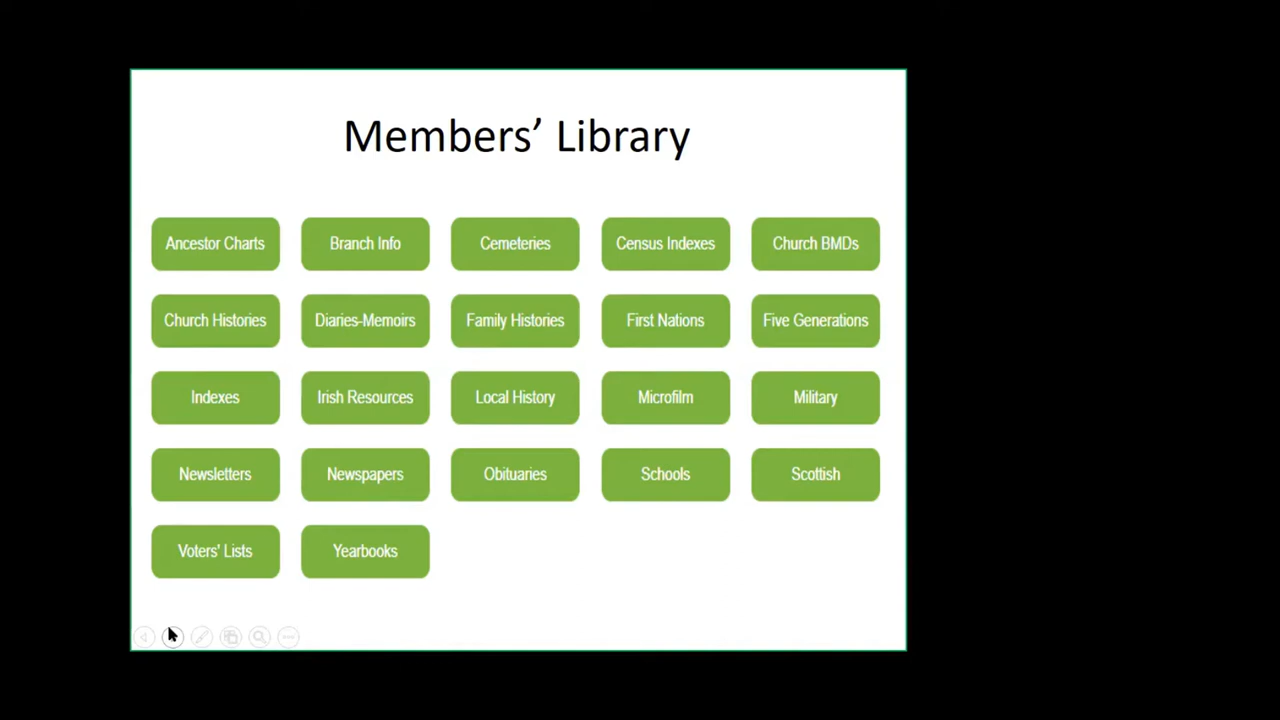 Members’ Library
Ancestor Charts
Branch Info
Cemeteries
Census Indexes
Church BMDs
Church Histories
Diaries-Memoirs
Family Histories
First Nations
Five Generations
Indexes
Irish Resources
Local History
Microfilm
Military
Newsletters
Newspapers
Obituaries
Schools
Scottish
Voters' Lists
Yearbooks